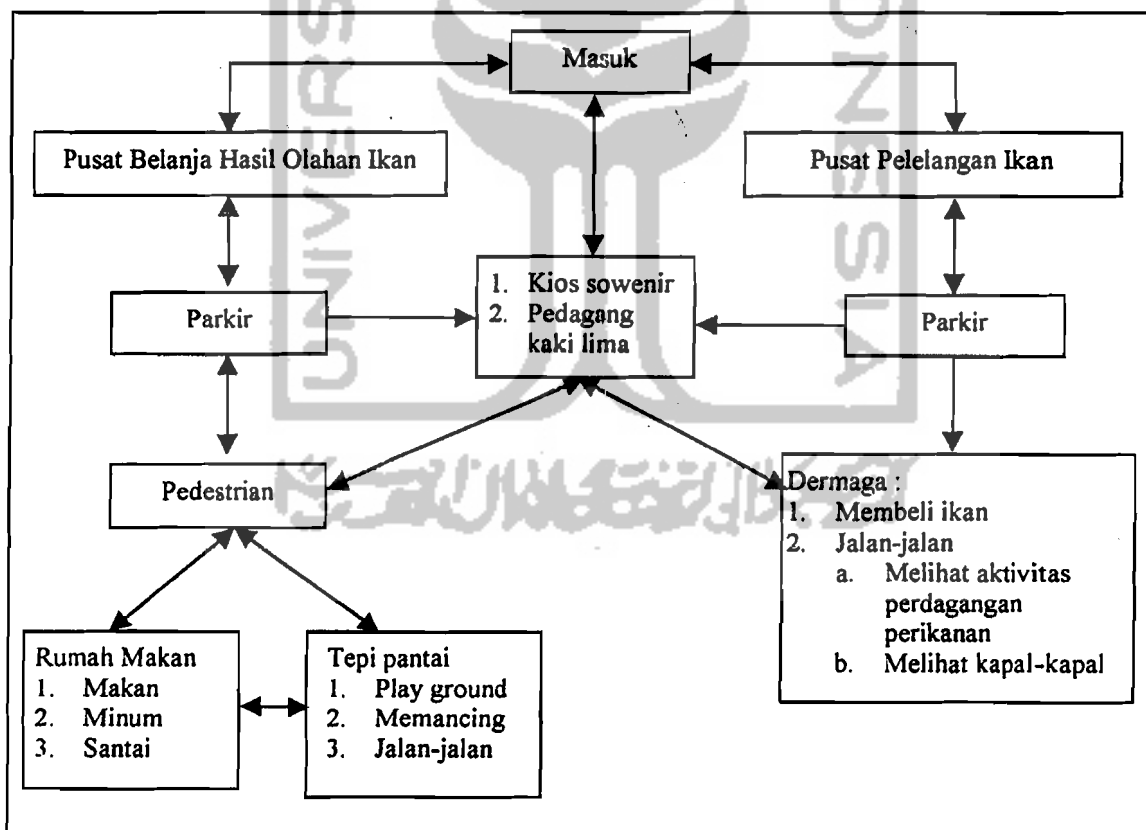 Masuk
Pusat Belanja Hasil Olahan Ikan
Pusat Pelelangan Ikan
1. Kios sowenir
2. Pedagang
kaki lima
Parkir
Parkir
Pedestrian
Dermaga :
1. Membeli ikan
2. Jalan-jalan
a. Melihat aktivitas
perdagangan
perikanan
b. Melihat kapal-kapal
Rumah Makan
1. Makan
2. Minum
3. Santai
Tepi pantai
1. Play ground
2. Memancing
3. Jalan-jalan